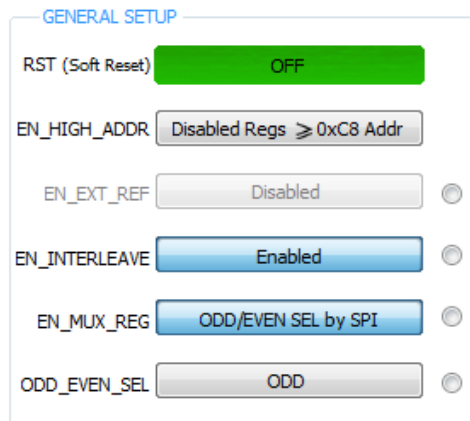 GENERAL SETUP
RST (Soft Reset) OFF
EN_HIGH_ADDR Disabled Regs ⩾ 0xC8 Addr
EN_EXT_REF Disabled
EN_INTERLEAVE Enabled
EN_MUX_REG ODD/EVEN SEL by SPI
ODD_EVEN_SEL ODD